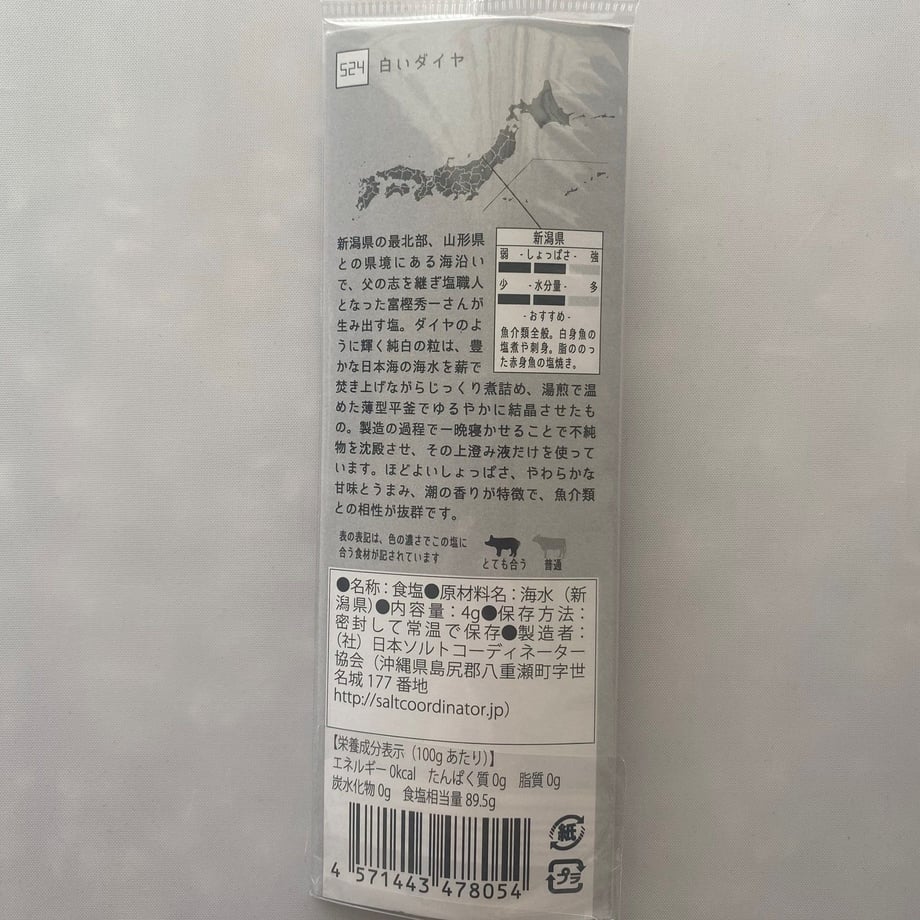 S24 白いダイヤ
新潟県の最北部、山形県
との県境にある海沿い
で、父の志を継ぎ塩職人
となった富樫秀一さんが
生み出す塩。ダイヤのよ
うに輝く純白の粒は、豊
かな日本海の海水を薪で
焚き上げながらじっくり煮詰め、湯煎で温
めた薄型平釜でゆるやかに結晶させたも
の。製造の過程で一晩寝かせることで不純
物を沈殿させ、その上澄み液だけを使って
います。ほどよいしょっぱさ、やわらかな
甘味とうまみ、潮の香りが特徴で、魚介類
との相性が抜群です。
新潟県
弱 -しょっぱさ- 強
少 -水分量- 多
-おすすめ-
魚介類全般。白身魚の
塩煮や刺身。脂ののっ
た赤身魚の塩焼き。
表の表記は、色の濃さでこの塩に
合う食材が記されています
とても合う 普通
●名称：食塩●原材料名：海水（新
潟県）●内容量：4g●保存方法：
密封して常温で保存●製造者：
（社）日本ソルトコーディネーター
協会（沖縄県島尻郡八重瀬町字世
名城 177 番地
http://saltcoordinator.jp）
【栄養成分表示（100g あたり）】
エネルギー 0kcal たんぱく質 0g 脂質 0g
炭水化物 0g 食塩相当量 89.5g
4 571443 478054
紙
プラ